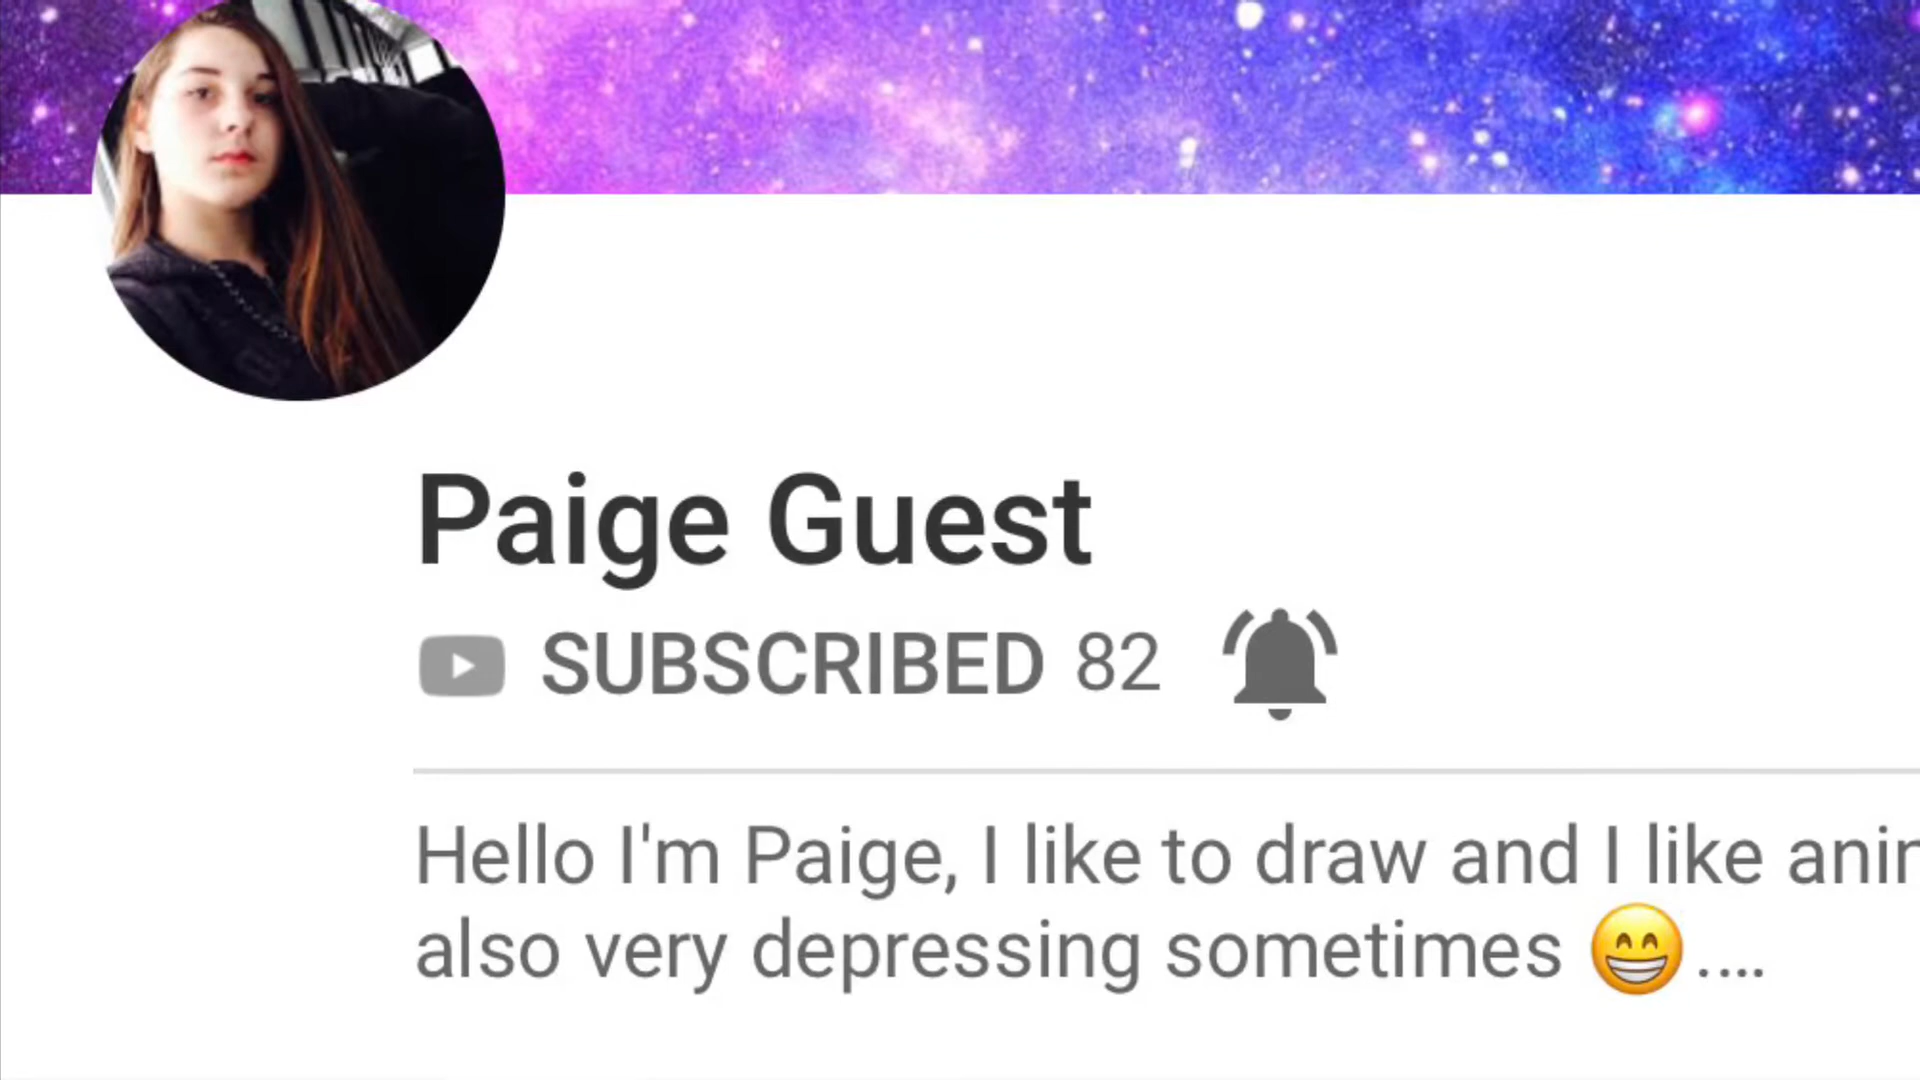 Paige Guest
SUBSCRIBED 82
Hello I'm Paige, I like to draw and I like
also very depressing sometimes 😁....